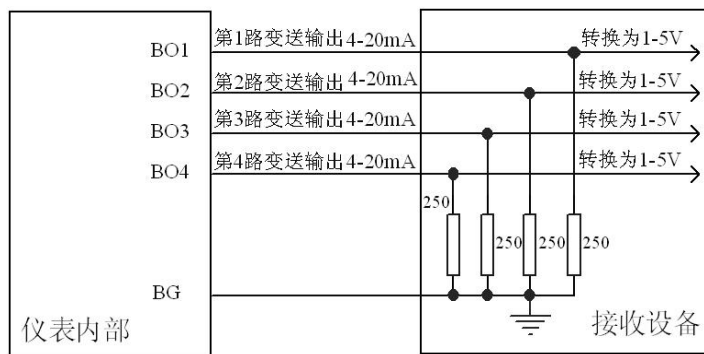 BO1 第1路变送输出4-20mA 转换为1-5V
BO2 第2路变送输出4-20mA 转换为1-5V
BO3 第3路变送输出4-20mA 转换为1-5V
BO4 第4路变送输出4-20mA 转换为1-5V
250
250 250 250
BG
仪表内部 接收设备